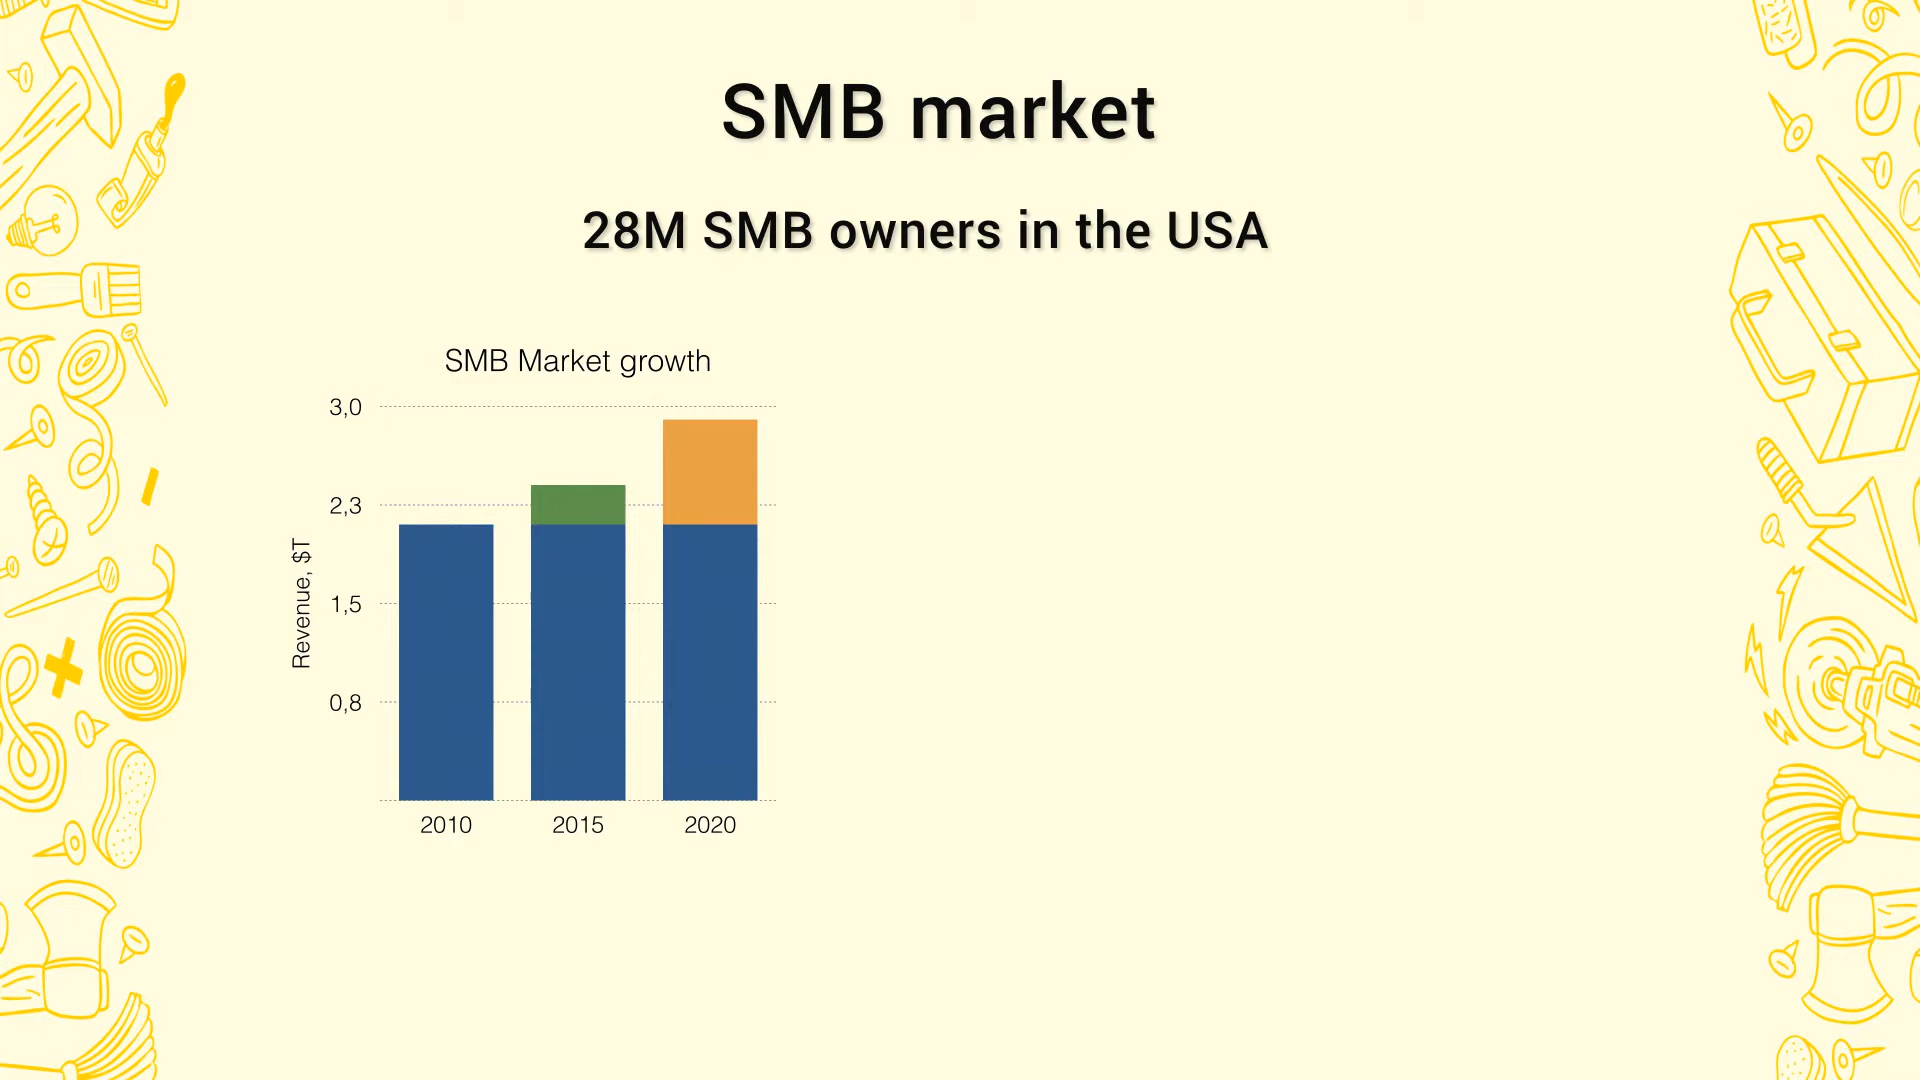 SMB market
28M SMB owners in the USA
SMB Market growth
3,0
2,3
1,5
0,8
Revenue, $T
2010 2015 2020